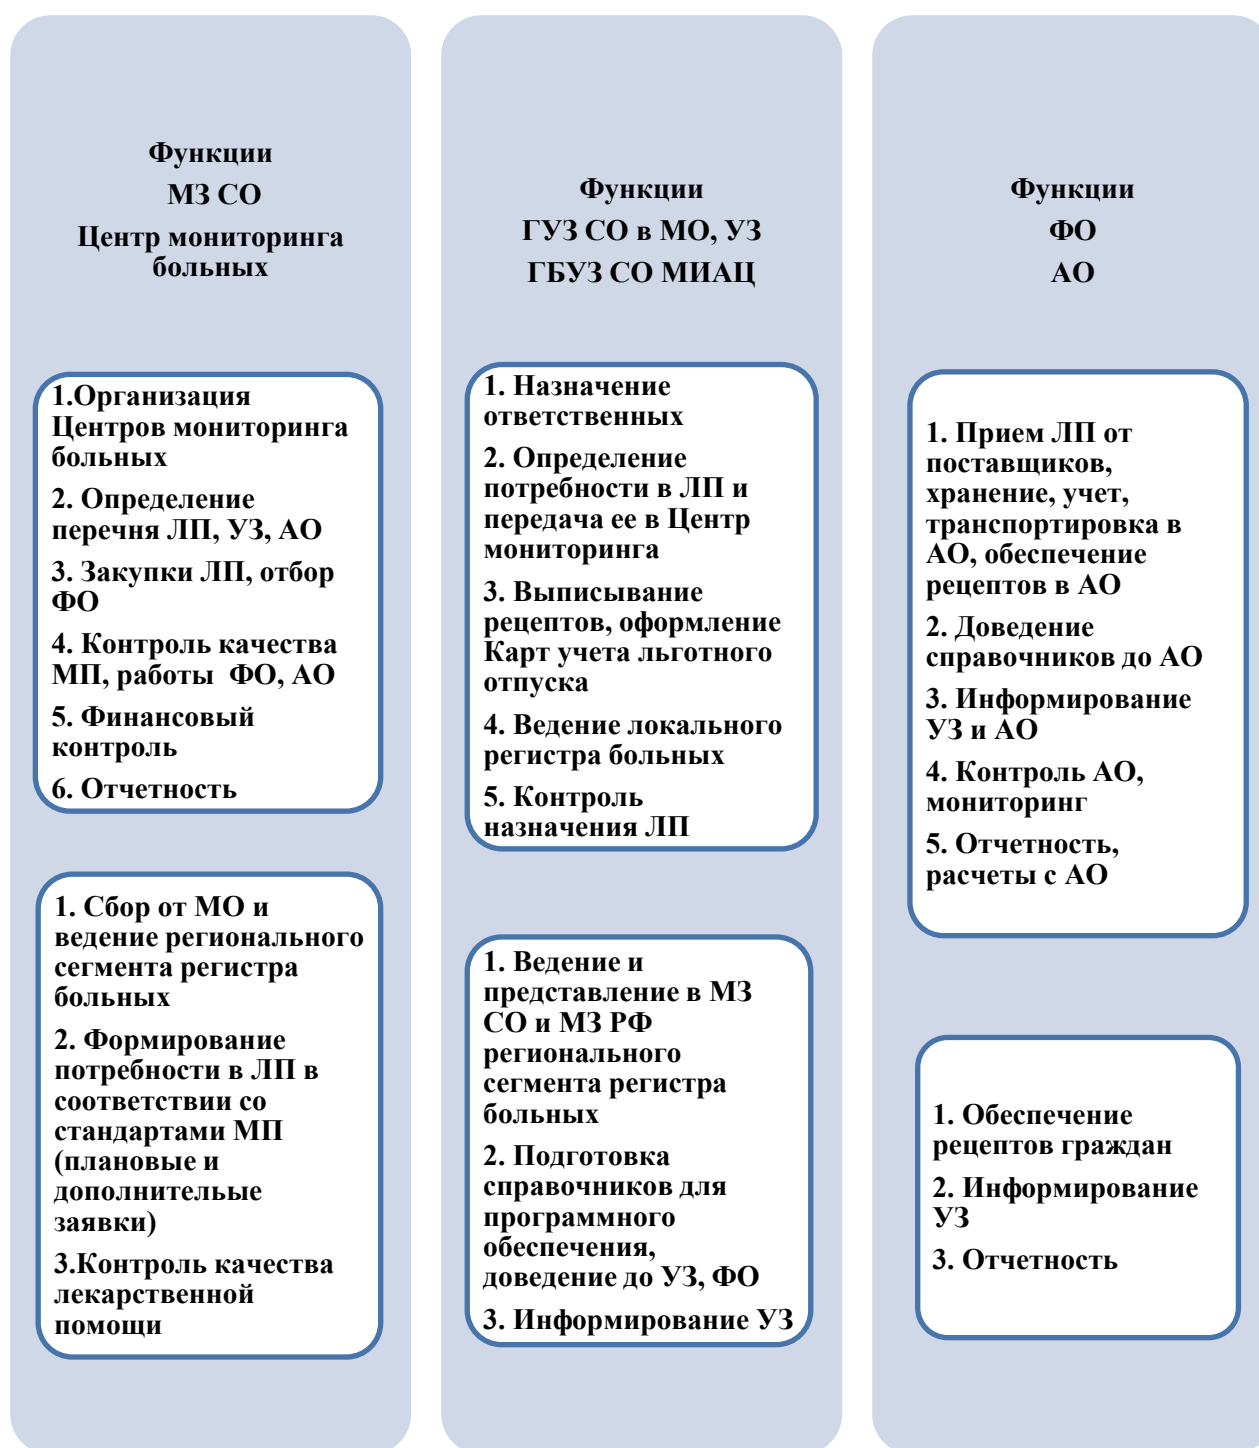 Функции
МЗ СО
Центр мониторинга
больных
1.Организация
Центров мониторинга
больных
2. Определение
перечня ЛП, УЗ, АО
3. Закупки ЛП, отбор
ФО
4. Контроль качества
МП, работы ФО, АО
5. Финансовый
контроль
6. Отчетность
1. Сбор от МО и
ведение регионального
сегмента регистра
больных
2. Формирование
потребности в ЛП в
соответствии со
стандартами МП
(плановые и
дополнительые
заявки)
3.Контроль качества
лекарственной
помощи
Функции
ГУЗ СО в МО, УЗ
ГБУЗ СО МИАЦ
1. Назначение
ответственных
2. Определение
потребности в ЛП и
передача ее в Центр
мониторинга
3. Выписывание
рецептов, оформление
Карт учета льготного
отпуска
4. Ведение локального
регистра больных
5. Контроль
назначения ЛП
1. Ведение и
представление в МЗ
СО и МЗ РФ
регионального
сегмента регистра
больных
2. Подготовка
справочников для
программного
обеспечения,
доведение до УЗ, ФО
3. Информирование УЗ
Функции
ФО
АО
1. Прием ЛП от
поставщиков,
хранение, учет,
транспортировка в
АО, обеспечение
рецептов в АО
2. Доведение
справочников до АО
3. Информирование
УЗ и АО
4. Контроль АО,
мониторинг
5. Отчетность,
расчеты с АО
1. Обеспечение
рецептов граждан
2. Информирование
УЗ
3. Отчетность